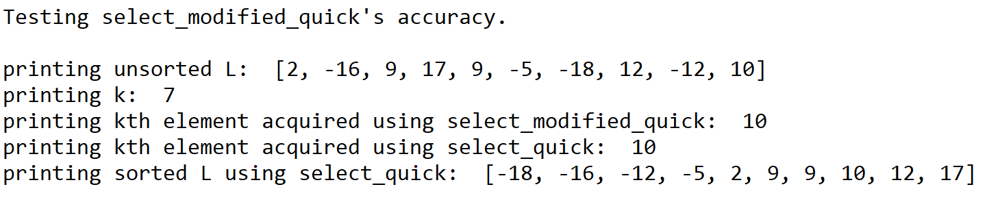 Testing select_modified_quick's accuracy.
printing unsorted L:  [2, -16, 9, 17, 9, -5, -18, 12, -12, 10]
printing k:  7
printing kth element acquired using select_modified_quick:  10
printing kth element acquired using select_quick:  10
printing sorted L using select_quick:  [-18, -16, -12, -5, 2, 9, 9, 10, 12, 17]